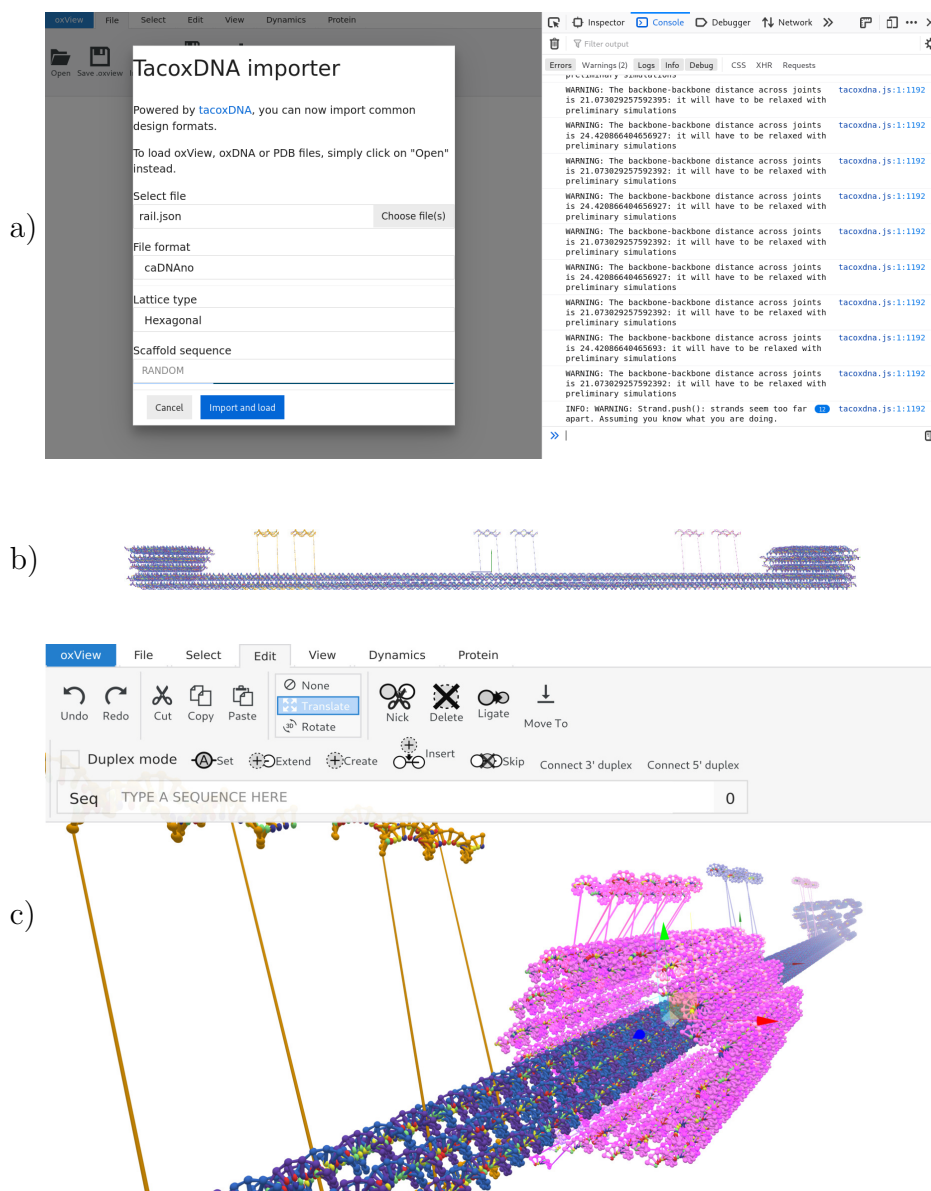 oxView File Select Edit View Dynamics Protein
Open Save .oxview
TacoxDNA importer
Powered by tacoxDNA, you can now import common
design formats.
To load oxView, oxDNA or PDB files, simply click on "Open"
instead.
Select file
rail.json Choose file(s)
File format
caDNAno
Lattice type
Hexagonal
Scaffold sequence
RANDOM
Cancel Import and load
a)
Inspector Console Debugger Network
Filter output
Errors Warnings (2) Logs Info Debug CSS XHR Requests
preliminary simulations
WARNING: The backbone-backbone distance across joints tacoxdna.js:1:1192
is 21.073029257592395: it will have to be relaxed with
preliminary simulations
WARNING: The backbone-backbone distance across joints tacoxdna.js:1:1192
is 24.420866404656927: it will have to be relaxed with
preliminary simulations
WARNING: The backbone-backbone distance across joints tacoxdna.js:1:1192
is 21.073029257592392: it will have to be relaxed with
preliminary simulations
WARNING: The backbone-backbone distance across joints tacoxdna.js:1:1192
is 24.420866404656927: it will have to be relaxed with
preliminary simulations
WARNING: The backbone-backbone distance across joints tacoxdna.js:1:1192
is 21.073029257592392: it will have to be relaxed with
preliminary simulations
WARNING: The backbone-backbone distance across joints tacoxdna.js:1:1192
is 24.420866404656927: it will have to be relaxed with
preliminary simulations
WARNING: The backbone-backbone distance across joints tacoxdna.js:1:1192
is 21.073029257592392: it will have to be relaxed with
preliminary simulations
WARNING: The backbone-backbone distance across joints tacoxdna.js:1:1192
is 24.42086640465693: it will have to be relaxed with
preliminary simulations
WARNING: The backbone-backbone distance across joints tacoxdna.js:1:1192
is 21.073029257592392: it will have to be relaxed with
preliminary simulations
INFO: WARNING: Strand.push(): strands seem too far 12 tacoxdna.js:1:1192
apart. Assuming you know what you are doing.
b)
oxView File Select Edit View Dynamics Protein
None
Translate
Rotate
Undo Redo Cut Copy Paste Nick Delete Ligate Move To
Duplex mode A Set Extend Create Insert Skip Connect 3' duplex Connect 5' duplex
Seq TYPE A SEQUENCE HERE 0
c)